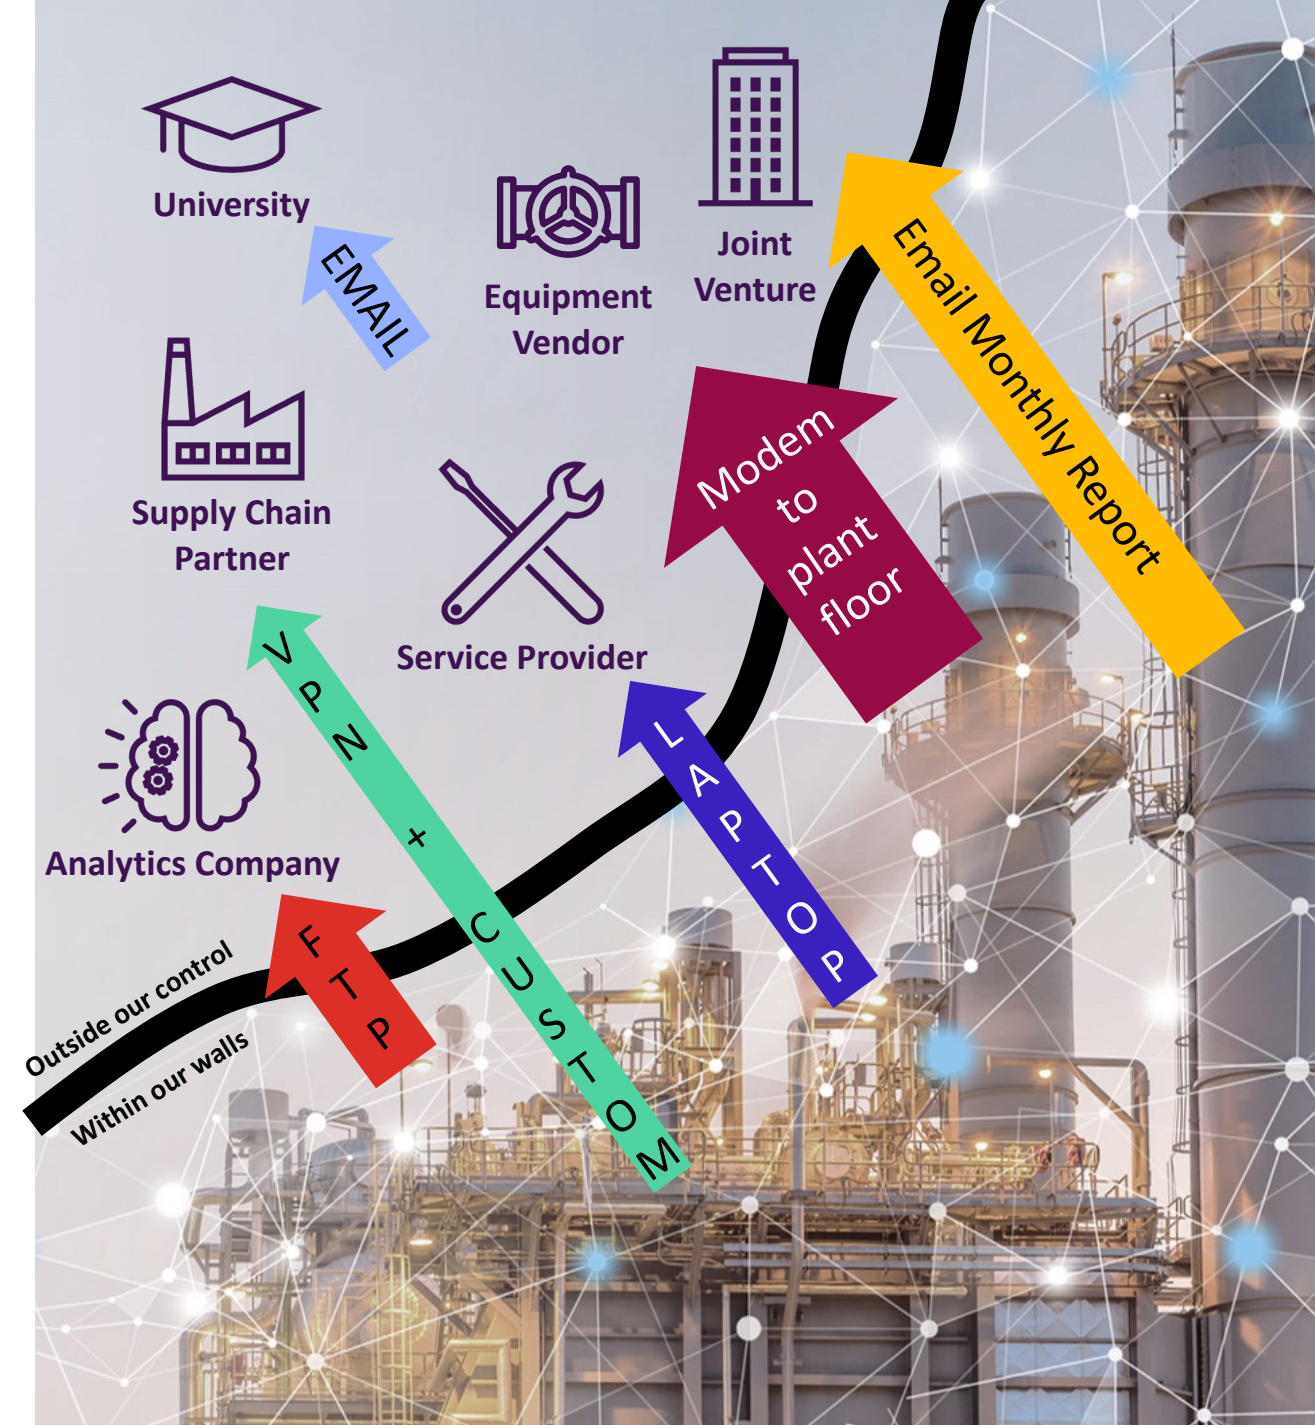 University
EMAIL
Equipment
Vendor
Joint
Venture
Email Monthly Report
Supply Chain
Partner
Modem
to
plant
floor
Service Provider
VPN + CUSTOM
LAPTOP
Analytics Company
FTP
Outside our control
Within our walls